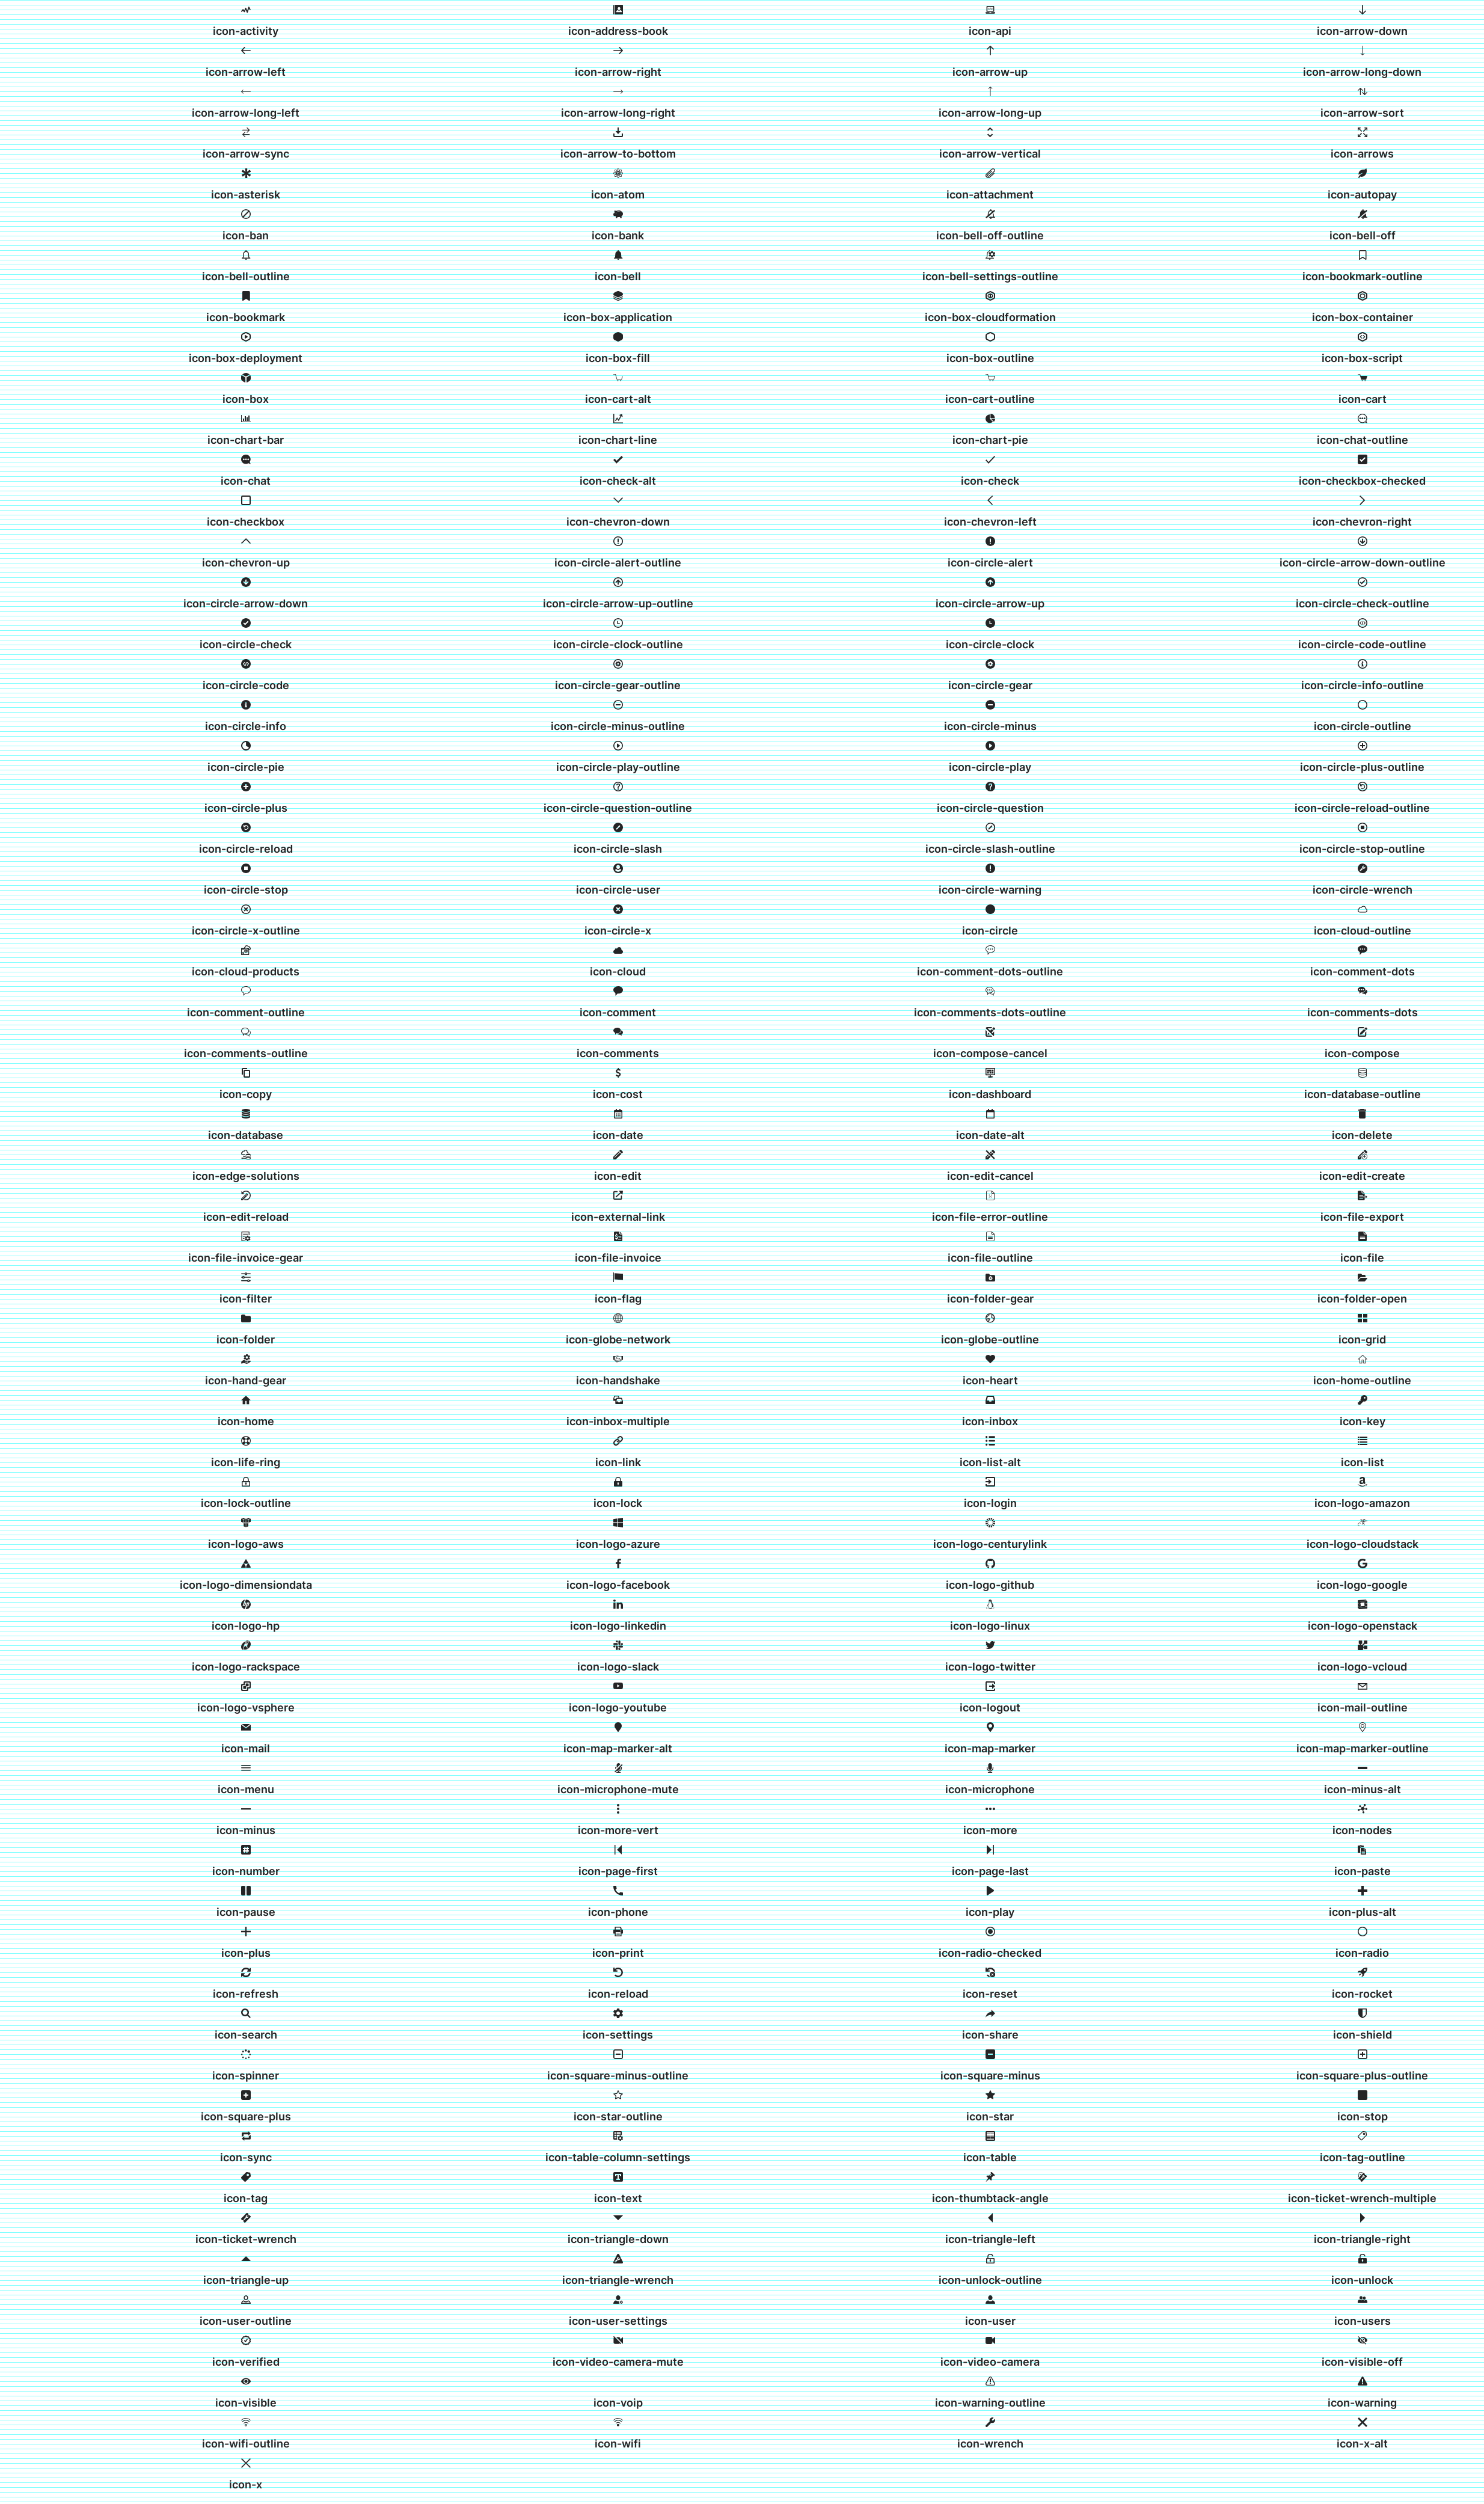 icon-activity icon-address-book icon-api icon-arrow-down
icon-arrow-left icon-arrow-right icon-arrow-up icon-arrow-long-down
icon-arrow-long-left icon-arrow-long-right icon-arrow-long-up icon-arrow-sort
icon-arrow-sync icon-arrow-to-bottom icon-arrow-vertical icon-arrows
icon-asterisk icon-atom icon-attachment icon-autopay
icon-ban icon-bank icon-bell-off-outline icon-bell-off
icon-bell-outline icon-bell icon-bell-settings-outline icon-bookmark-outline
icon-bookmark icon-box-application icon-box-cloudformation icon-box-container
icon-box-deployment icon-box-fill icon-box-outline icon-box-script
icon-box icon-cart-alt icon-cart-outline icon-cart
icon-chart-bar icon-chart-line icon-chart-pie icon-chat-outline
icon-chat icon-check-alt icon-check icon-checkbox-checked
icon-checkbox icon-chevron-down icon-chevron-left icon-chevron-right
icon-chevron-up icon-circle-alert-outline icon-circle-alert icon-circle-arrow-down-outline
icon-circle-arrow-down icon-circle-arrow-up-outline icon-circle-arrow-up icon-circle-check-outline
icon-circle-check icon-circle-clock-outline icon-circle-clock icon-circle-code-outline
icon-circle-code icon-circle-gear-outline icon-circle-gear icon-circle-info-outline
icon-circle-info icon-circle-minus-outline icon-circle-minus icon-circle-outline
icon-circle-pie icon-circle-play-outline icon-circle-play icon-circle-plus-outline
icon-circle-plus icon-circle-question-outline icon-circle-question icon-circle-reload-outline
icon-circle-reload icon-circle-slash icon-circle-slash-outline icon-circle-stop-outline
icon-circle-stop icon-circle-user icon-circle-warning icon-circle-wrench
icon-circle-x-outline icon-circle-x icon-circle icon-cloud-outline
icon-cloud-products icon-cloud icon-comment-dots-outline icon-comment-dots
icon-comment-outline icon-comment icon-comments-dots-outline icon-comments-dots
icon-comments-outline icon-comments icon-compose-cancel icon-compose
icon-copy icon-cost icon-dashboard icon-database-outline
icon-database icon-date icon-date-alt icon-delete
icon-edge-solutions icon-edit icon-edit-cancel icon-edit-create
icon-edit-reload icon-external-link icon-file-error-outline icon-file-export
icon-file-invoice-gear icon-file-invoice icon-file-outline icon-file
icon-filter icon-flag icon-folder-gear icon-folder-open
icon-folder icon-globe-network icon-globe-outline icon-grid
icon-hand-gear icon-handshake icon-heart icon-home-outline
icon-home icon-inbox-multiple icon-inbox icon-key
icon-life-ring icon-link icon-list-alt icon-list
icon-lock-outline icon-lock icon-login icon-logo-amazon
icon-logo-aws icon-logo-azure icon-logo-centurylink icon-logo-cloudstack
icon-logo-dimensiondata icon-logo-facebook icon-logo-github icon-logo-google
icon-logo-hp icon-logo-linkedin icon-logo-linux icon-logo-openstack
icon-logo-rackspace icon-logo-slack icon-logo-twitter icon-logo-vcloud
icon-logo-vsphere icon-logo-youtube icon-logout icon-mail-outline
icon-mail icon-map-marker-alt icon-map-marker icon-map-marker-outline
icon-menu icon-microphone-mute icon-microphone icon-minus-alt
icon-minus icon-more-vert icon-more icon-nodes
icon-number icon-page-first icon-page-last icon-paste
icon-pause icon-phone icon-play icon-plus-alt
icon-plus icon-print icon-radio-checked icon-radio
icon-refresh icon-reload icon-reset icon-rocket
icon-search icon-settings icon-share icon-shield
icon-spinner icon-square-minus-outline icon-square-minus icon-square-plus-outline
icon-square-plus icon-star-outline icon-star icon-stop
icon-sync icon-table-column-settings icon-table icon-tag-outline
icon-tag icon-text icon-thumbtack-angle icon-ticket-wrench-multiple
icon-ticket-wrench icon-triangle-down icon-triangle-left icon-triangle-right
icon-triangle-up icon-triangle-wrench icon-unlock-outline icon-unlock
icon-user-outline icon-user-settings icon-user icon-users
icon-verified icon-video-camera-mute icon-video-camera icon-visible-off
icon-visible icon-voip icon-warning-outline icon-warning
icon-wifi-outline icon-wifi icon-wrench icon-x-alt
icon-x